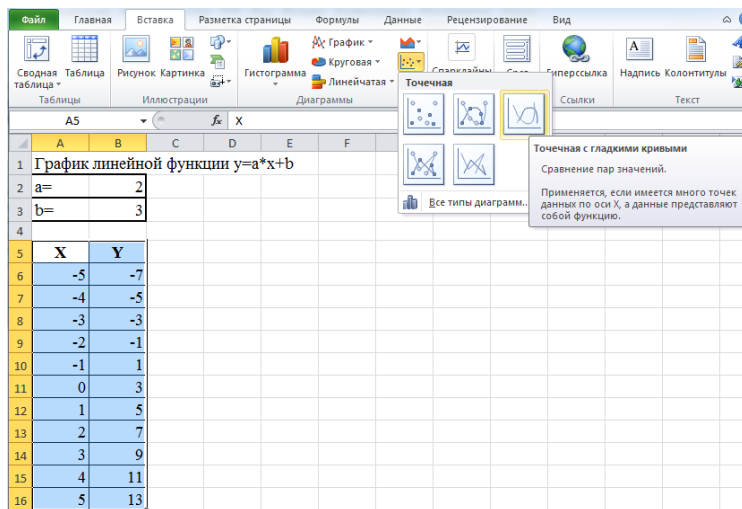 Файл Главная Вставка Разметка страницы Формулы Данные Рецензирование Вид
Сводная таблица Таблица Рисунок Картинка Гистограмма График Круговая Линейчатая Спарклайны Гиперссылка Надпись Колонтитулы
Таблицы Иллюстрации Диаграммы Ссылки Текст
Точечная
Точечная с гладкими кривыми
Сравнение пар значений.
Применяется, если имеется много точек
данных по оси X, а данные представляют
собой функцию.
Все типы диаграмм...
A5 fx X
A B C D E F
1 График линейной функции y=a*x+b
2 a= 2
3 b= 3
4
5 X Y
6 -5 -7
7 -4 -5
8 -3 -3
9 -2 -1
10 -1 1
11 0 3
12 1 5
13 2 7
14 3 9
15 4 11
16 5 13